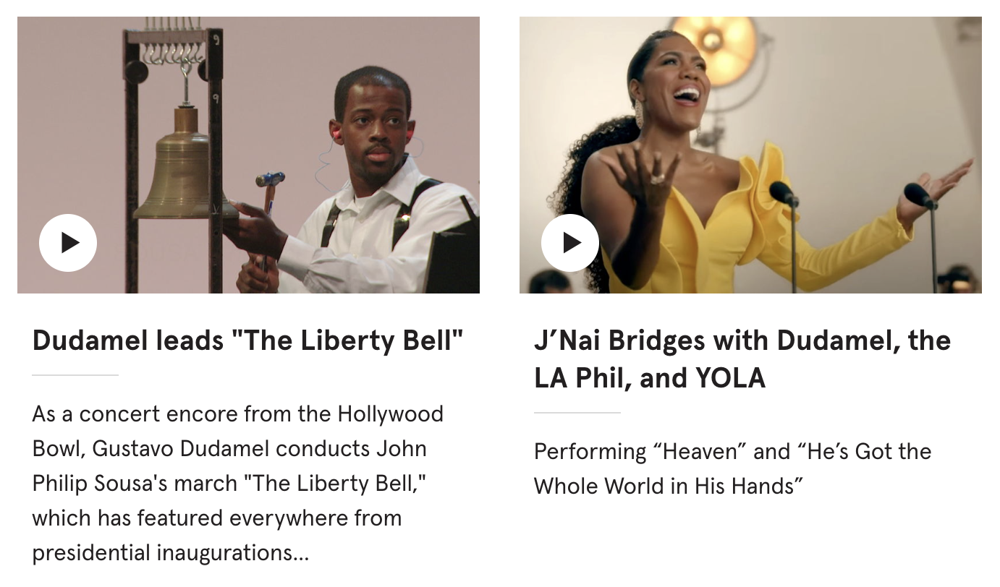 Dudamel leads "The Liberty Bell"
As a concert encore from the Hollywood
Bowl, Gustavo Dudamel conducts John
Philip Sousa's march "The Liberty Bell,"
which has featured everywhere from
presidential inaugurations...
J’Nai Bridges with Dudamel, the
LA Phil, and YOLA
Performing “Heaven” and “He’s Got the
Whole World in His Hands”